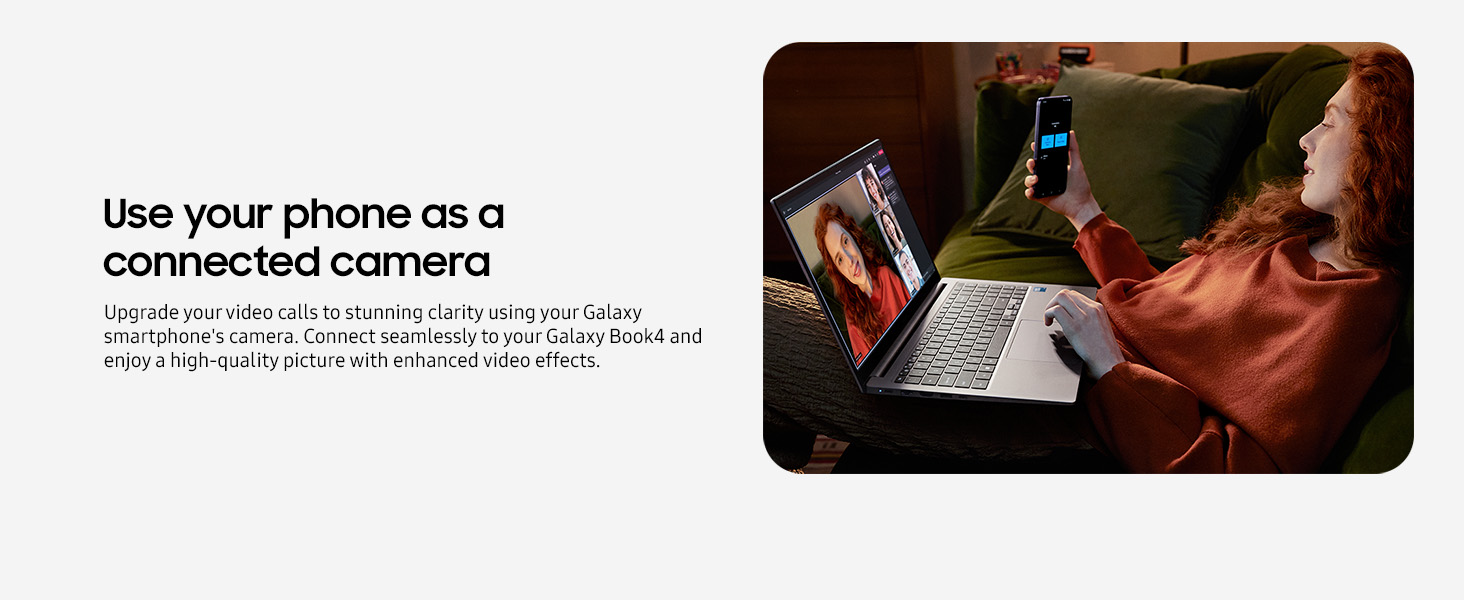 Use your phone as a
connected camera
Upgrade your video calls to stunning clarity using your Galaxy
smartphone's camera. Connect seamlessly to your Galaxy Book4 and
enjoy a high-quality picture with enhanced video effects.